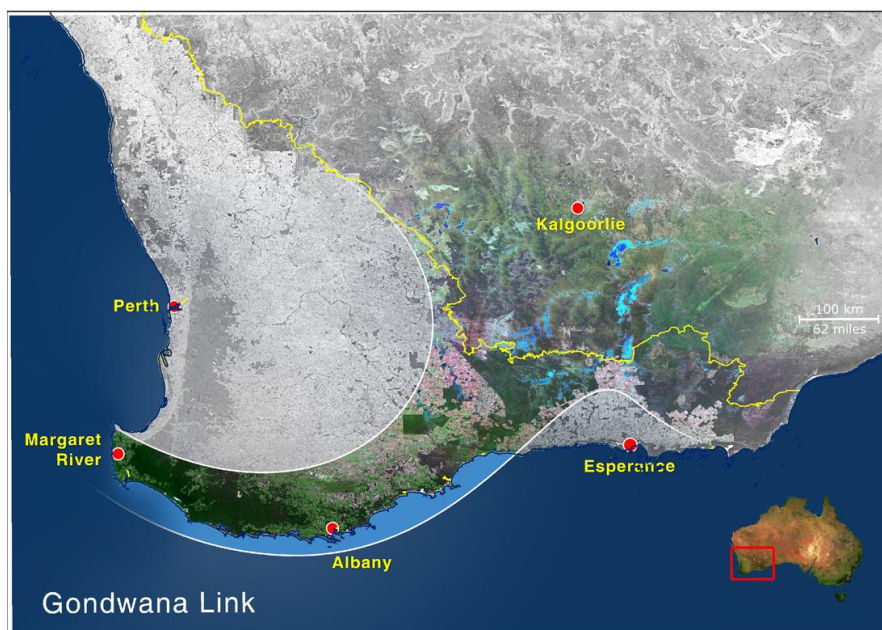 Kalgoorlie
Perth
100 km
62 miles
Margaret
River
Esperance
Albany
Gondwana Link